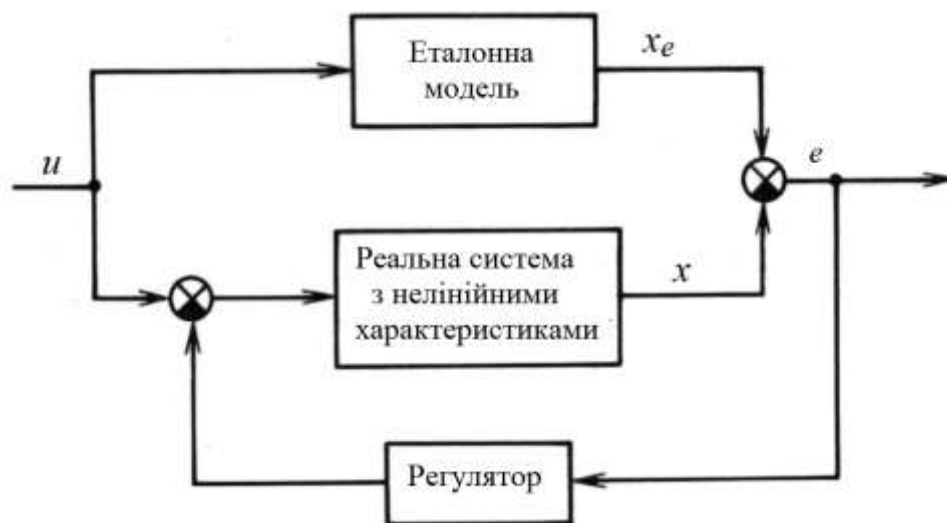 Еталонна
модель
xₑ
u
e
Реальна система
з нелінійними
характеристиками
x
Регулятор